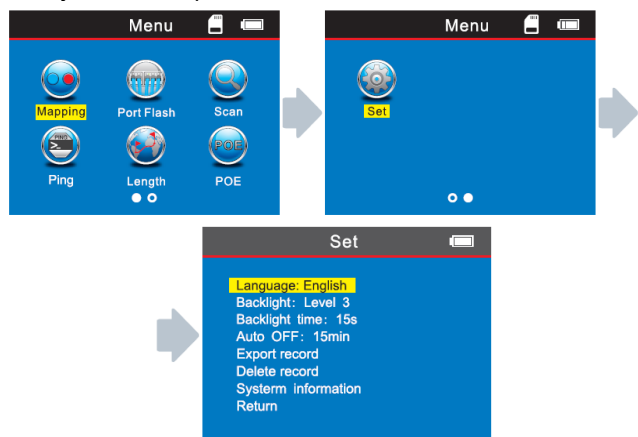 Menu
Mapping Port Flash Scan
PING
POE
Ping Length POE
Menu
Set
Set
Language: English
Backlight: Level 3
Backlight time: 15s
Auto OFF: 15min
Export record
Delete record
Systerm information
Return